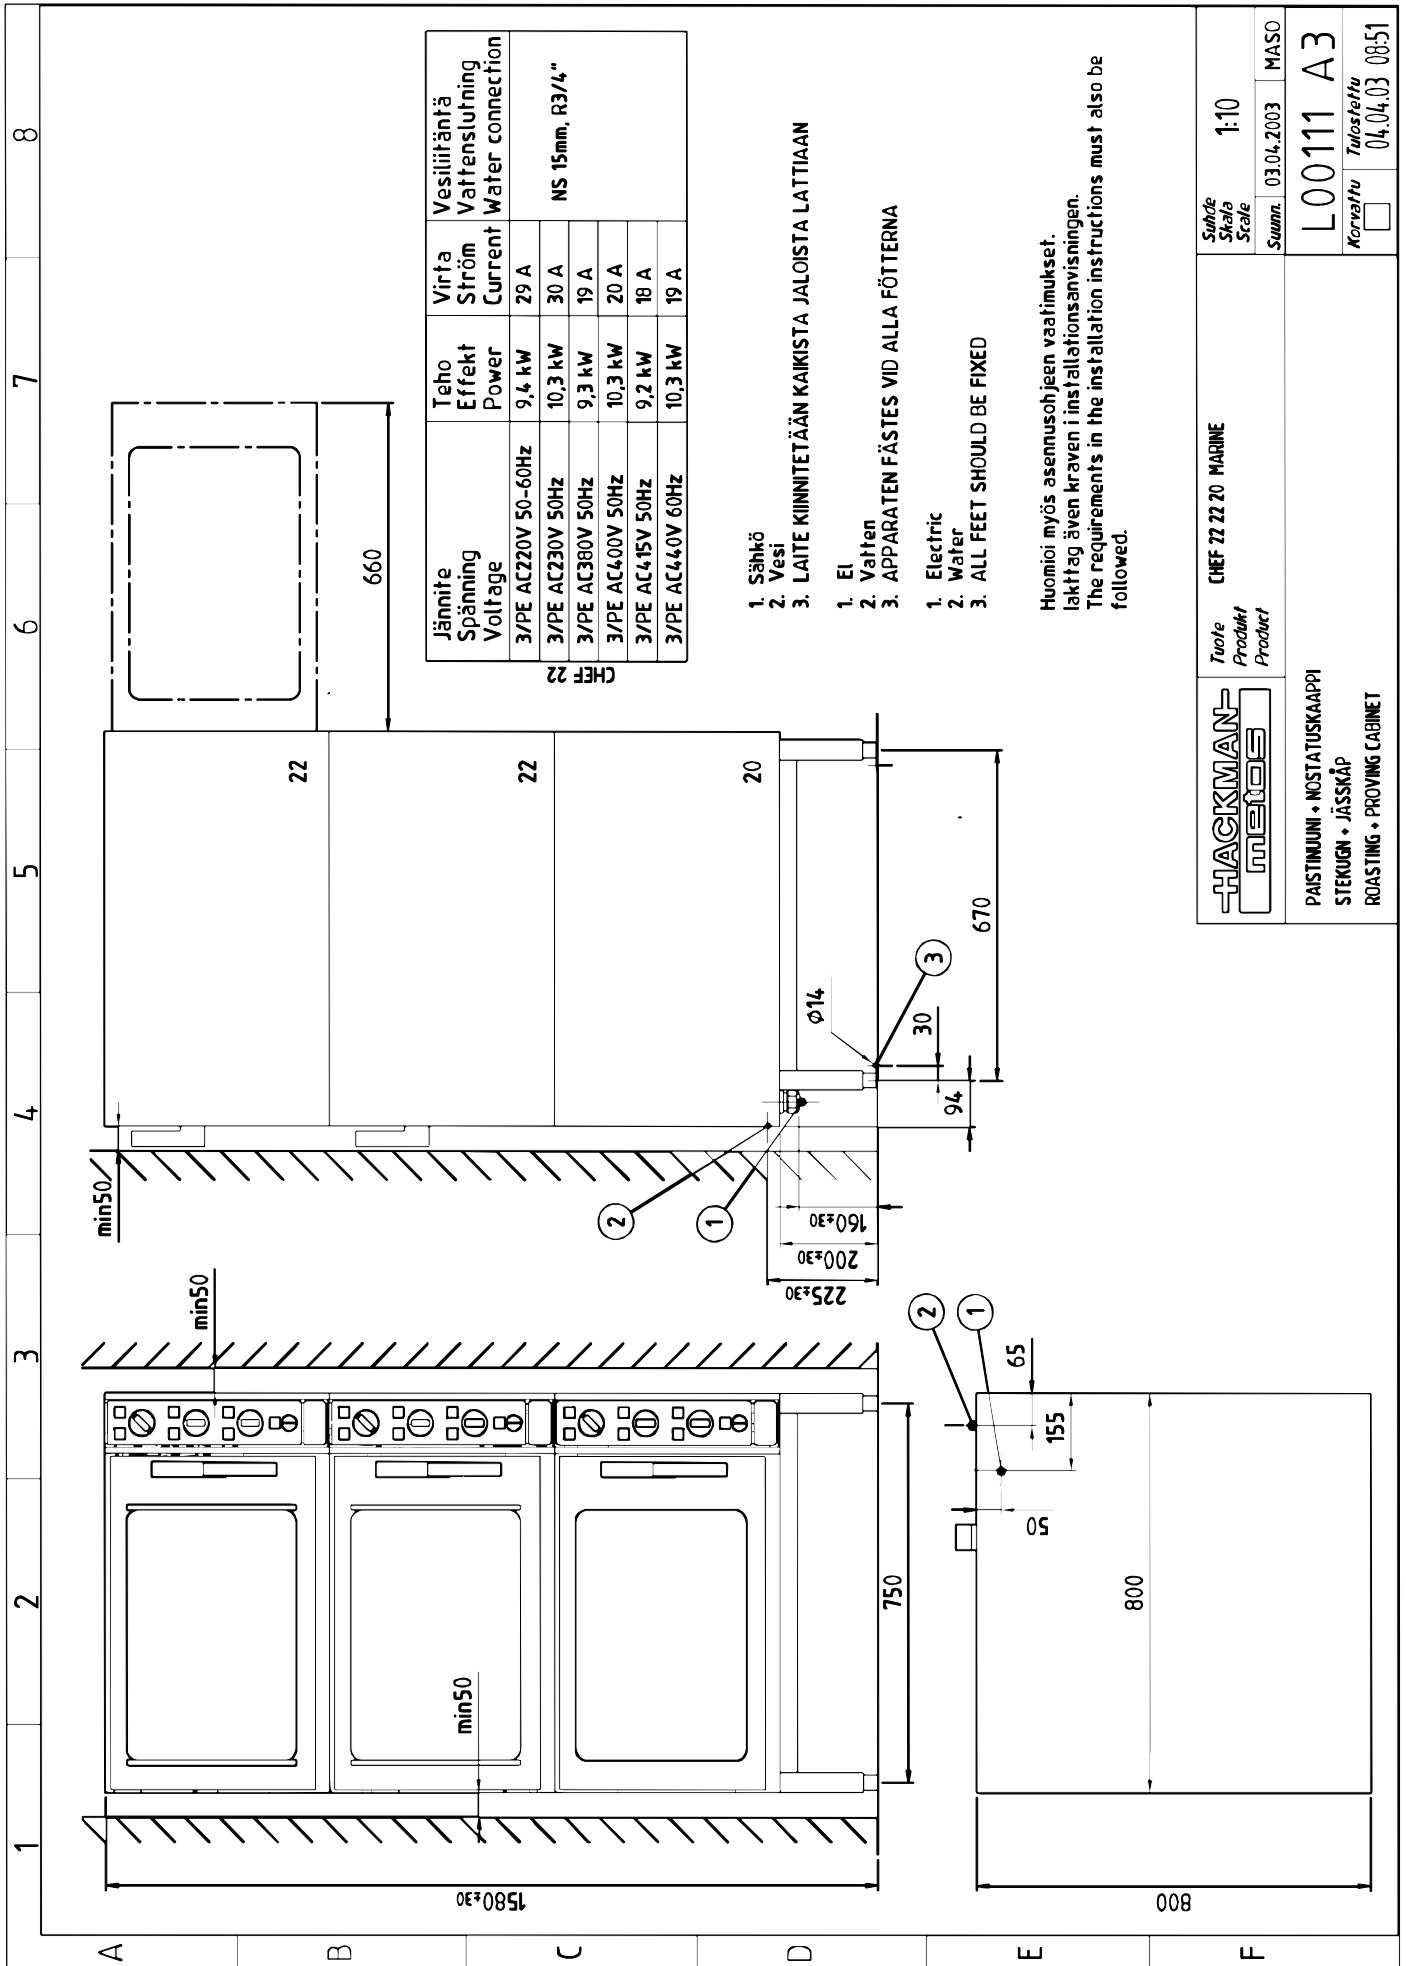 1 2 3 4 5 6 7 8
A
B
C
D
E
F
Jännite Teho Virta Vesiliitäntä
Spänning Effekt Ström Vattenslutning
Voltage Power Current Water connection
3/PE AC220V 50-60Hz 9,4 kW 29 A
3/PE AC230V 50Hz 10,3 kW 30 A
3/PE AC380V 50Hz 9,3 kW 19 A
3/PE AC400V 50Hz 10,3 kW 20 A
3/PE AC415V 50Hz 9,2 kW 18 A
3/PE AC440V 60Hz 10,3 kW 19 A
NS 15mm, R3/4"
CHEF 22
1. Sähkö
2. Vesi
3. LAITE KIINNITETÄÄN KAIKISTA JALOISTA LATTIAAN
1. El
2. Vatten
3. APPARATEN FÄSTES VID ALLA FÖTTERNA
1. Electric
2. Water
3. ALL FEET SHOULD BE FIXED
Huomioi myös asennusohjeen vaatimukset.
Iakttag även kraven i installationsanvisningen.
The requirements in the installation instructions must also be
followed.
min50
min50
min50
1580±30
750
660
22
22
20
2
1
225±30
200±30
160±30
94
30
Ø14
3
670
2
1
65
155
50
800
800
HACKMAN
metos
Tuote
Produkt
Product
CHEF 22 22 20 MARINE
PAISTINUUNI + NOSTATUSKAAPPI
STEKUGN + JÄSSKÅP
ROASTING + PROVING CABINET
Suhde
Skala
Scale
1:10
Suunn. 03.04.2003 MASO
L00111 A3
Korvattu Tulostettu
04.04.03 08:51